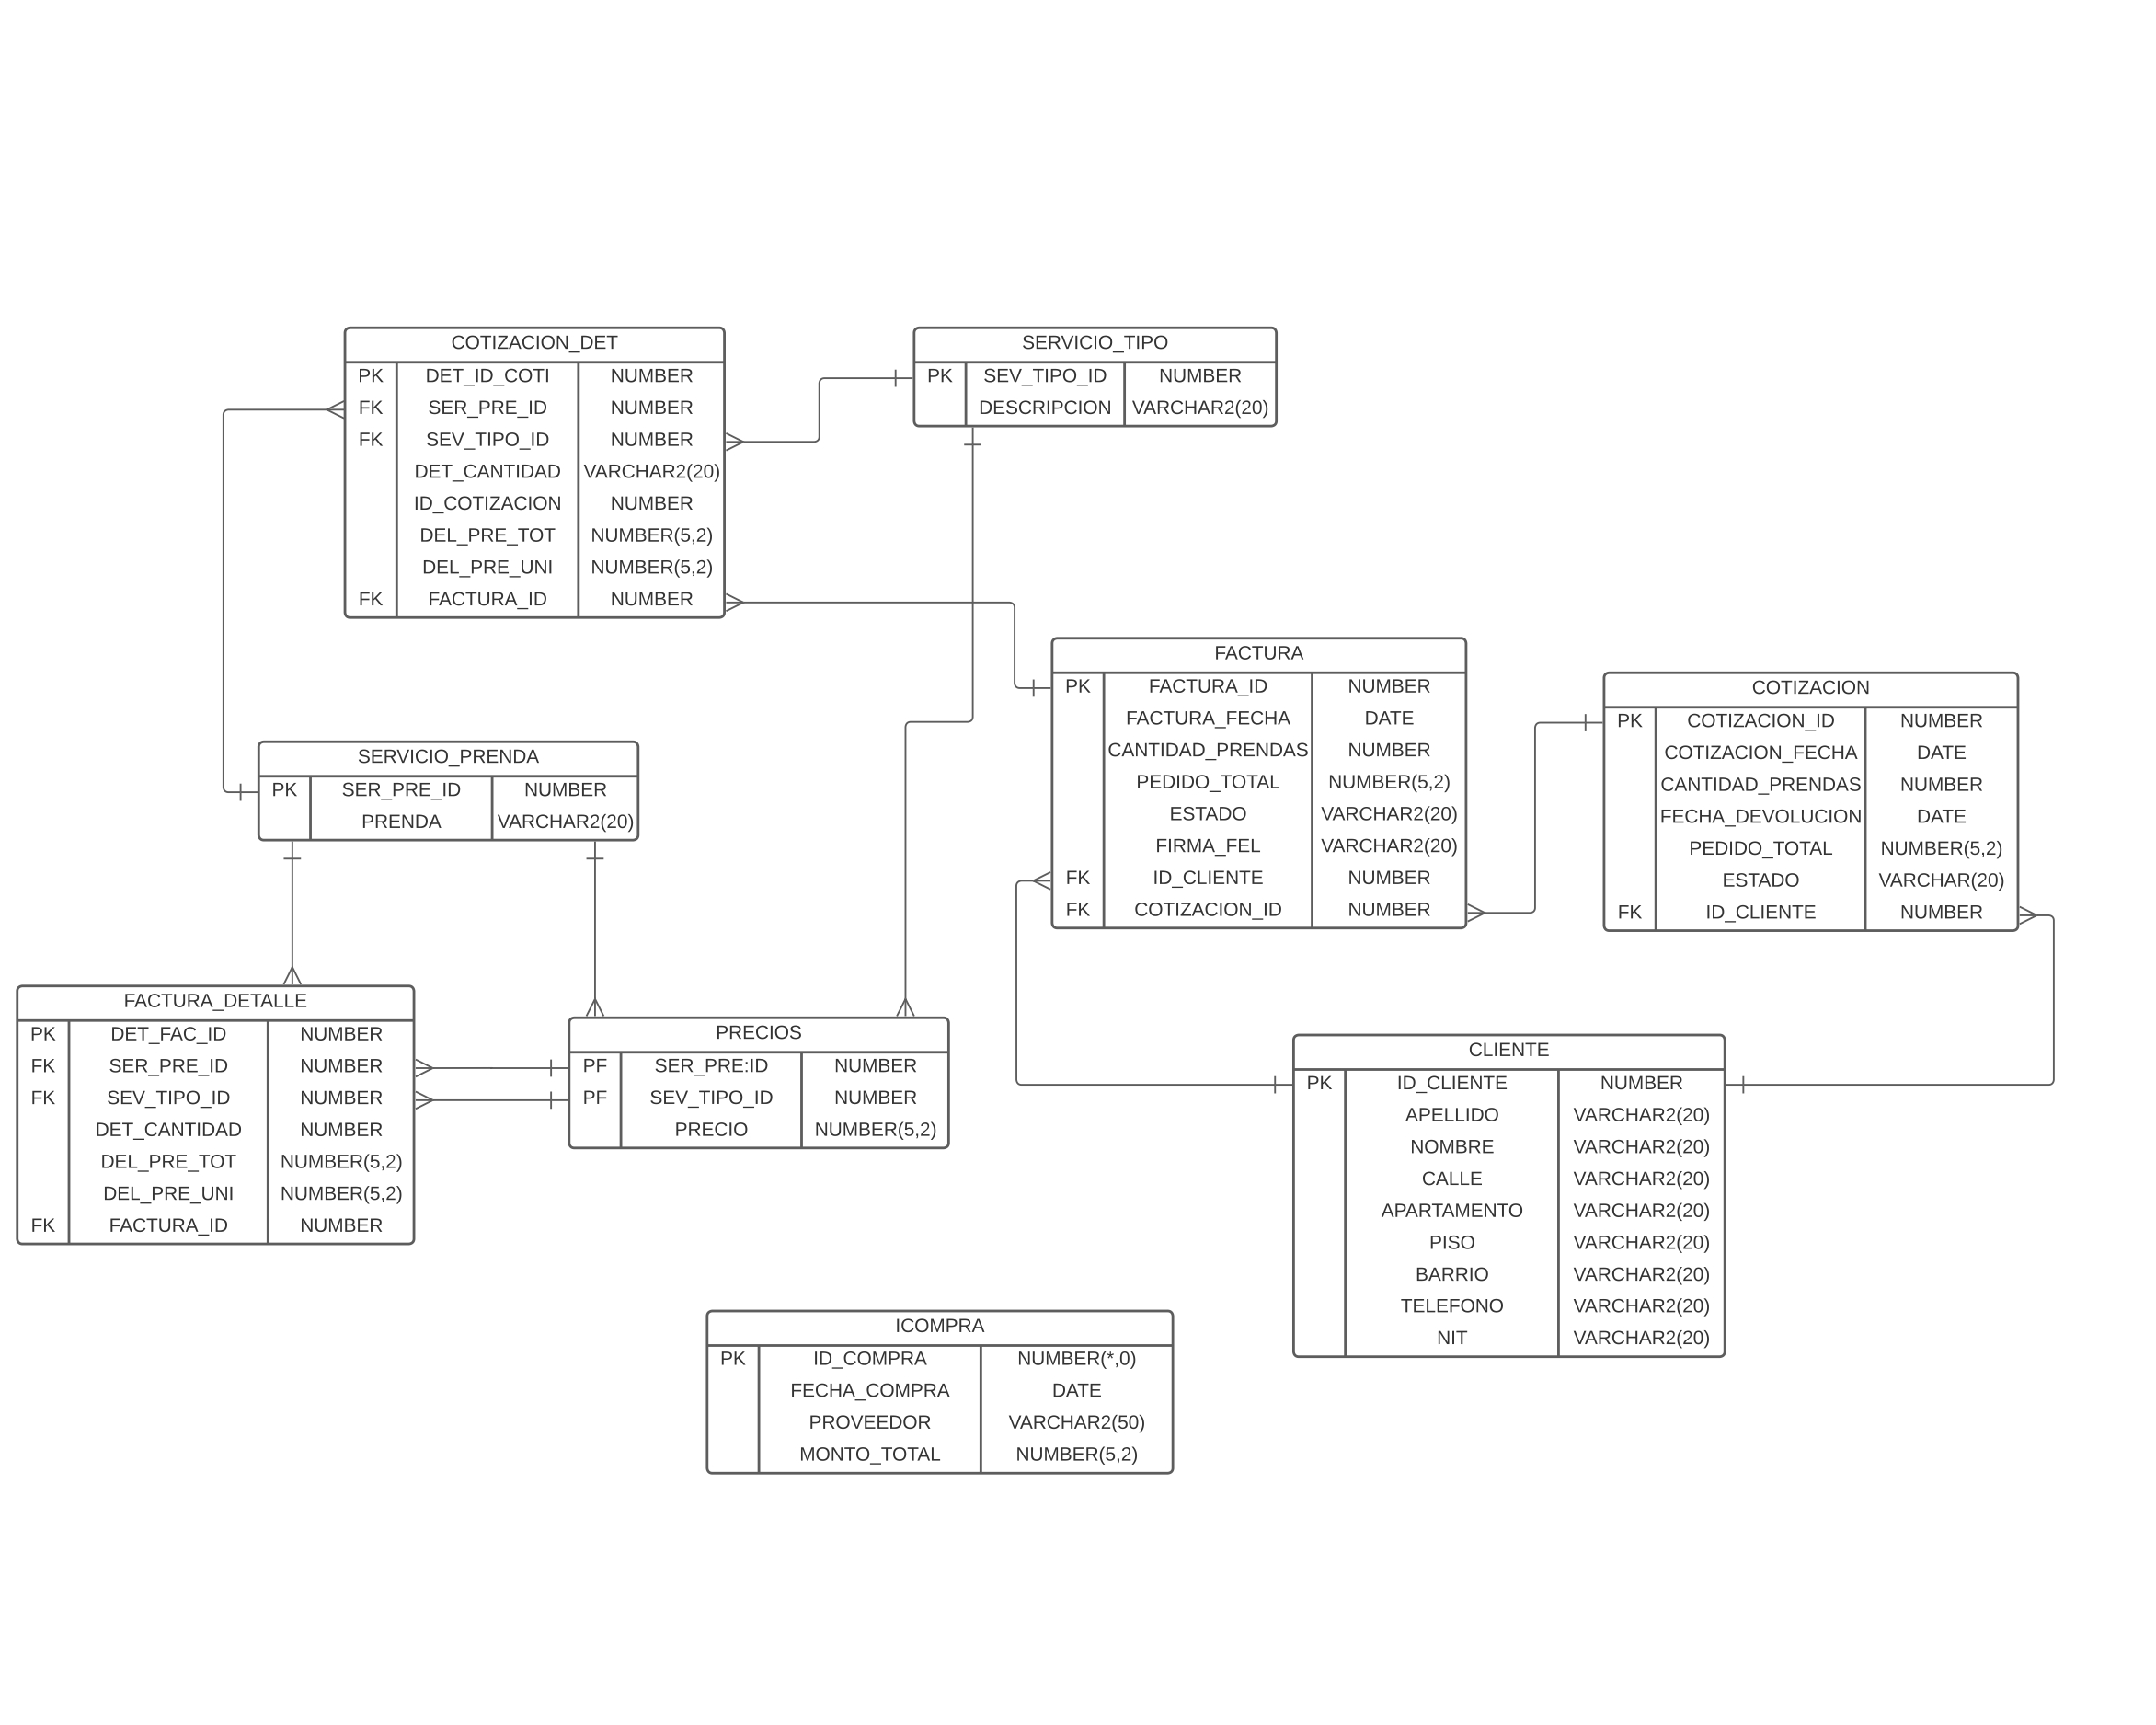 COTIZACION_DET
PK DET_ID_COTI NUMBER
FK SER_PRE_ID NUMBER
FK SEV_TIPO_ID NUMBER
DET_CANTIDAD VARCHAR2(20)
ID_COTIZACION NUMBER
DEL_PRE_TOT NUMBER(5,2)
DEL_PRE_UNI NUMBER(5,2)
FK FACTURA_ID NUMBER
SERVICIO_TIPO
PK SEV_TIPO_ID NUMBER
DESCRIPCION VARCHAR2(20)
FACTURA
PK FACTURA_ID NUMBER
FACTURA_FECHA DATE
CANTIDAD_PRENDAS NUMBER
PEDIDO_TOTAL NUMBER(5,2)
ESTADO VARCHAR2(20)
FIRMA_FEL VARCHAR2(20)
FK ID_CLIENTE NUMBER
FK COTIZACION_ID NUMBER
COTIZACION
PK COTIZACION_ID NUMBER
COTIZACION_FECHA DATE
CANTIDAD_PRENDAS NUMBER
FECHA_DEVOLUCION DATE
PEDIDO_TOTAL NUMBER(5,2)
ESTADO VARCHAR(20)
FK ID_CLIENTE NUMBER
SERVICIO_PRENDA
PK SER_PRE_ID NUMBER
PRENDA VARCHAR2(20)
FACTURA_DETALLE
PK DET_FAC_ID NUMBER
FK SER_PRE_ID NUMBER
FK SEV_TIPO_ID NUMBER
DET_CANTIDAD NUMBER
DEL_PRE_TOT NUMBER(5,2)
DEL_PRE_UNI NUMBER(5,2)
FK FACTURA_ID NUMBER
PRECIOS
PF SER_PRE:ID NUMBER
PF SEV_TIPO_ID NUMBER
PRECIO NUMBER(5,2)
CLIENTE
PK ID_CLIENTE NUMBER
APELLIDO VARCHAR2(20)
NOMBRE VARCHAR2(20)
CALLE VARCHAR2(20)
APARTAMENTO VARCHAR2(20)
PISO VARCHAR2(20)
BARRIO VARCHAR2(20)
TELEFONO VARCHAR2(20)
NIT VARCHAR2(20)
ICOMPRA
PK ID_COMPRA NUMBER(*,0)
FECHA_COMPRA DATE
PROVEEDOR VARCHAR2(50)
MONTO_TOTAL NUMBER(5,2)